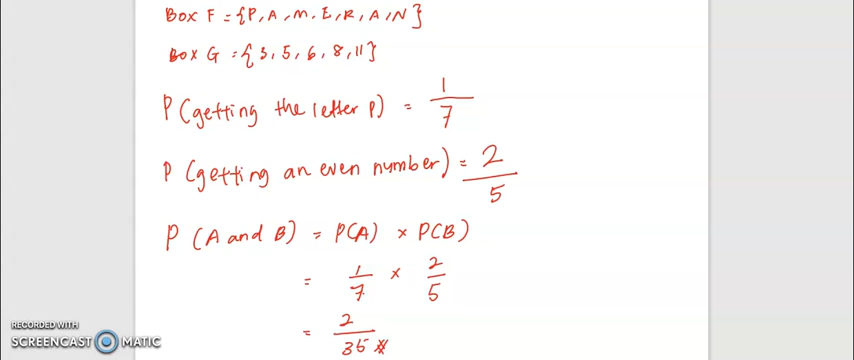 Box F = {P, A, M, E, R, A, N}
Box G = {3, 5, 6, 8, 11}
P (getting the letter P) = 1/7
P (getting an even number) = 2/5
P (A and B) = P(A) × P(B)
= 1/7 × 2/5
= 2/35
RECORDED WITH
SCREENCAST MATIC